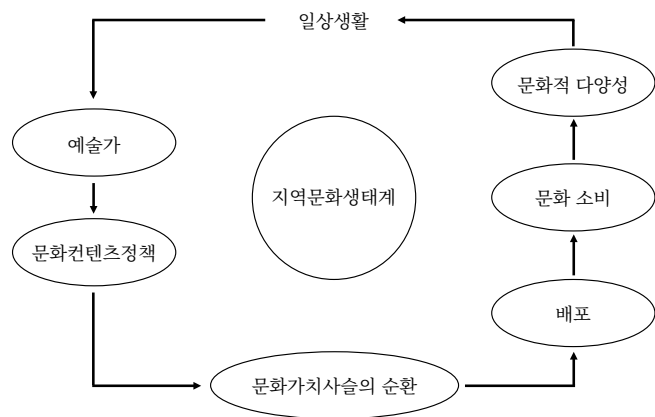 일상생활
문화적 다양성
예술가
지역문화생태계
문화 소비
문화컨텐츠정책
배포
문화가치사슬의 순환